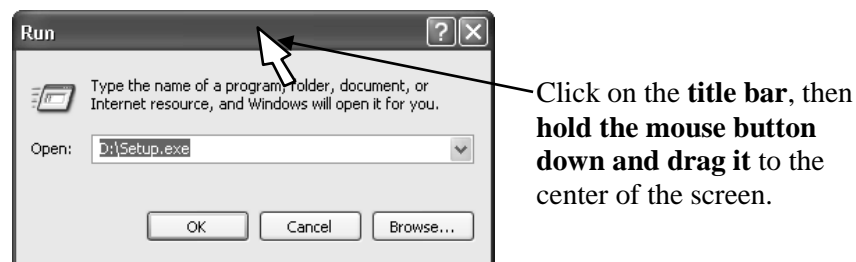 Run
Type the name of a program, folder, document, or
Internet resource, and Windows will open it for you.
Open: D:\Setup.exe
OK Cancel Browse...
Click on the title bar, then
hold the mouse button
down and drag it to the
center of the screen.